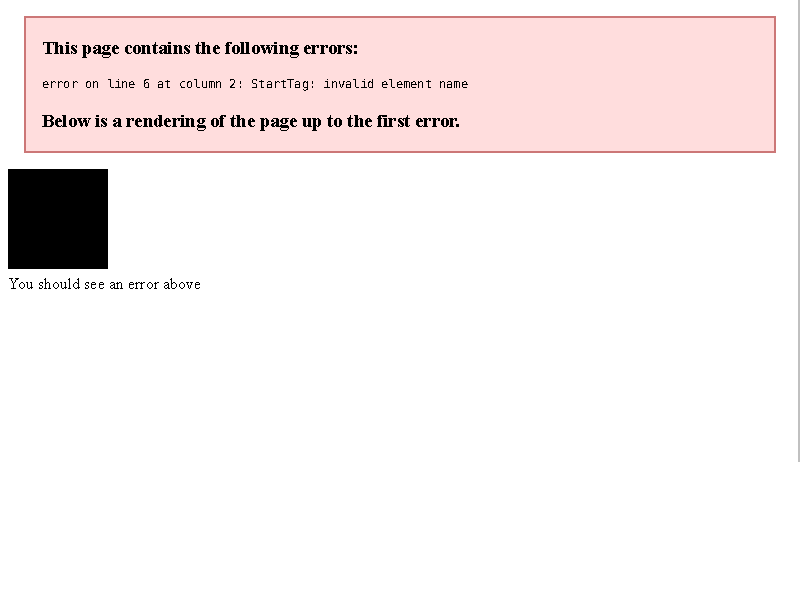 This page contains the following errors:
error on line 6 at column 2: StartTag: invalid element name
Below is a rendering of the page up to the first error.
You should see an error above